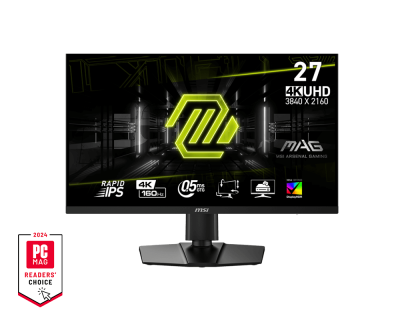 27
4K UHD
3840 X 2160
MAG
MSI ARSENAL GAMING
RAPID
IPS
4K
160Hz
0.5ms
GTG
msi
2024
PC
MAG
READERS'
CHOICE